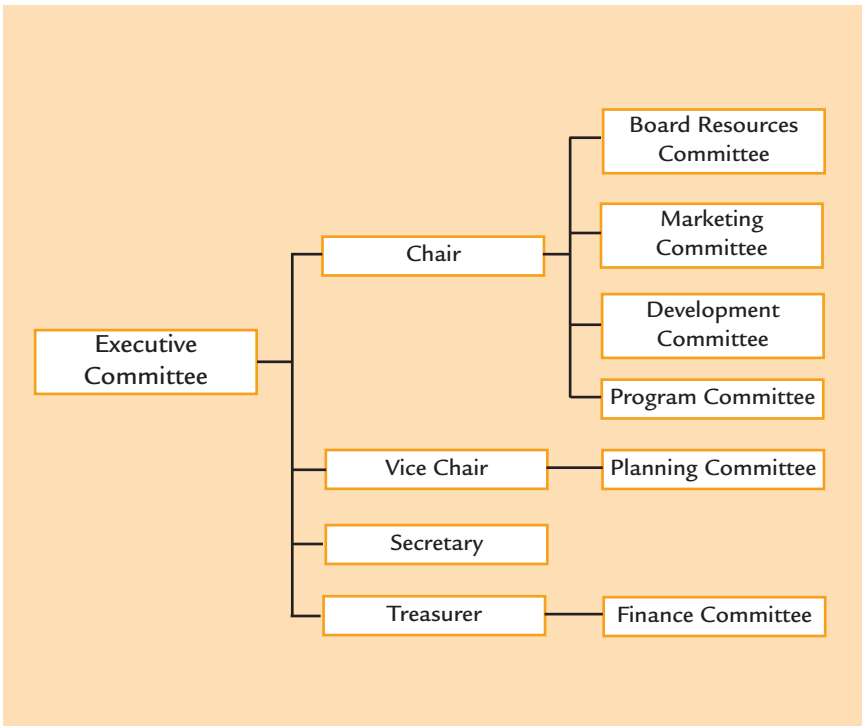 Executive
Committee
Chair
Board Resources
Committee
Marketing
Committee
Development
Committee
Program Committee
Vice Chair
Planning Committee
Secretary
Treasurer
Finance Committee